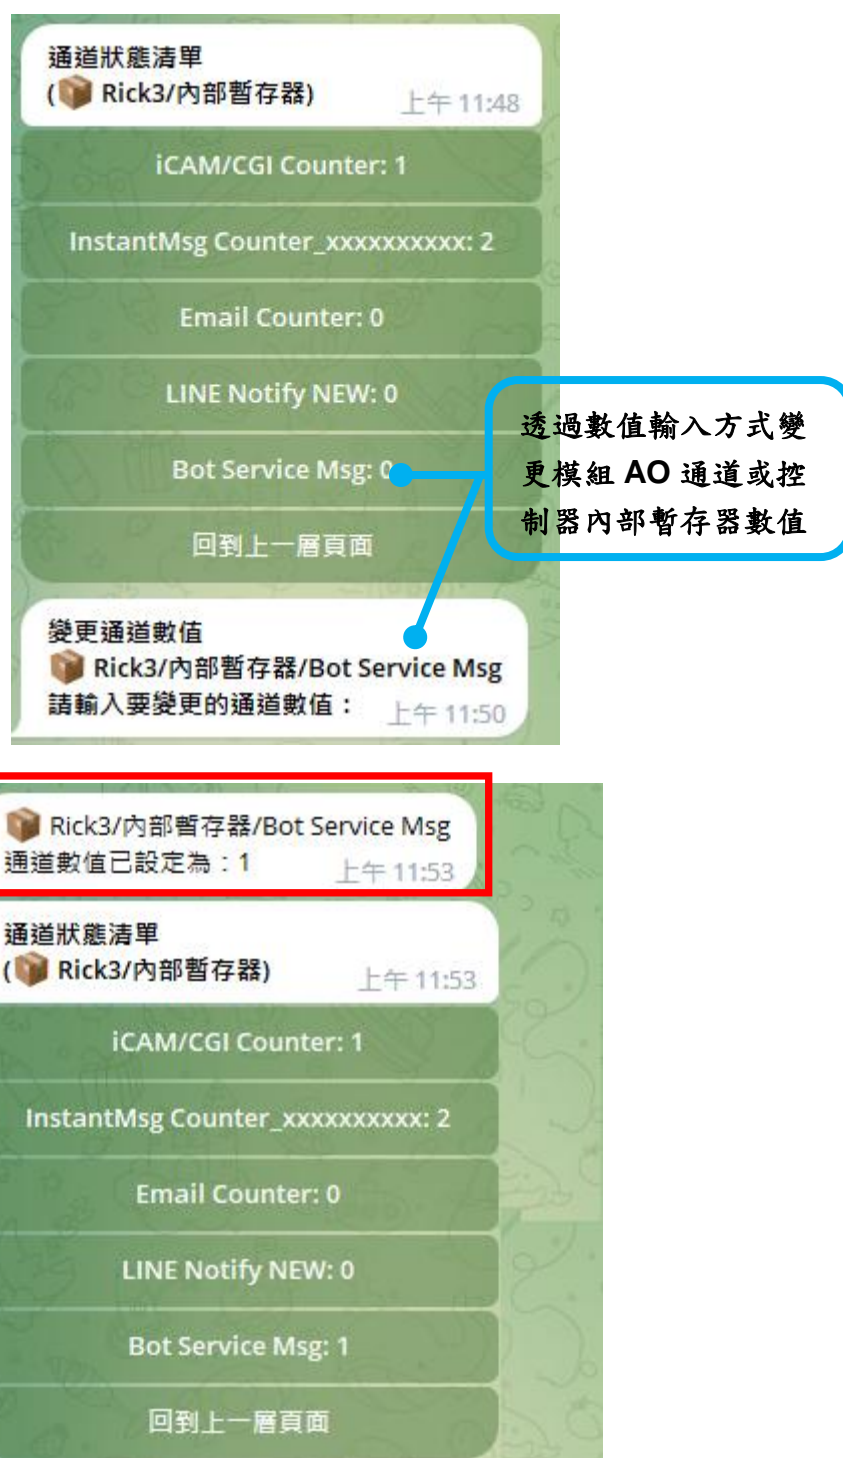 通道狀態清單
(📦 Rick3/內部暫存器)
上午 11:48
iCAM/CGI Counter: 1
InstantMsg Counter_xxxxxxxxxx: 2
Email Counter: 0
LINE Notify NEW: 0
Bot Service Msg: 0
回到上一層頁面
透過數值輸入方式變
更模組 AO 通道或控
制器內部暫存器數值
變更通道數值
📦 Rick3/內部暫存器/Bot Service Msg
請輸入要變更的通道數值：
上午 11:50
📦 Rick3/內部暫存器/Bot Service Msg
通道數值已設定為：1
上午 11:53
通道狀態清單
(📦 Rick3/內部暫存器)
上午 11:53
iCAM/CGI Counter: 1
InstantMsg Counter_xxxxxxxxxx: 2
Email Counter: 0
LINE Notify NEW: 0
Bot Service Msg: 1
回到上一層頁面